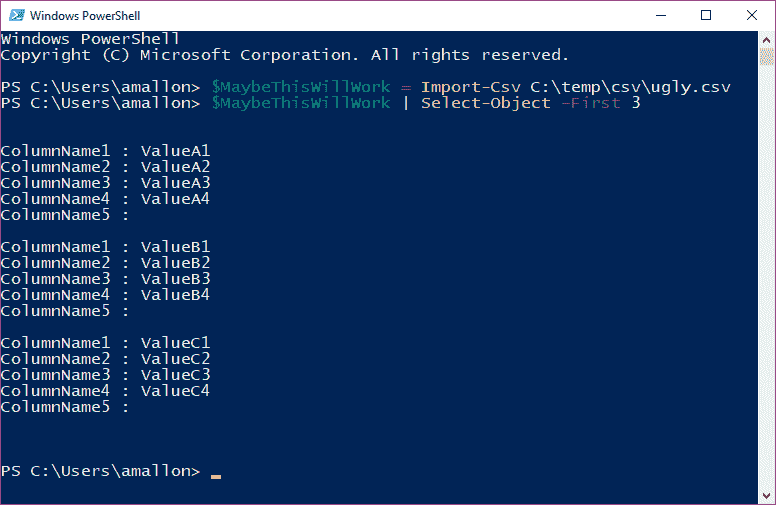 Windows PowerShell
Windows PowerShell
Copyright (C) Microsoft Corporation. All rights reserved.
PS C:\Users\amallon> $MaybeThisWillWork = Import-Csv C:\temp\csv\ugly.csv
PS C:\Users\amallon> $MaybeThisWillWork | Select-Object -First 3
ColumnName1 : ValueA1
ColumnName2 : ValueA2
ColumnName3 : ValueA3
ColumnName4 : ValueA4
ColumnName5 :
ColumnName1 : ValueB1
ColumnName2 : ValueB2
ColumnName3 : ValueB3
ColumnName4 : ValueB4
ColumnName5 :
ColumnName1 : ValueC1
ColumnName2 : ValueC2
ColumnName3 : ValueC3
ColumnName4 : ValueC4
ColumnName5 :
PS C:\Users\amallon>